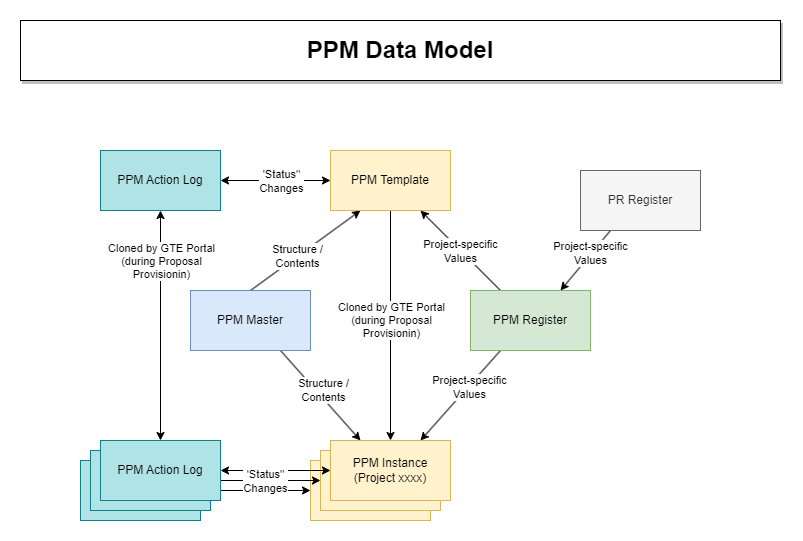 PPM Data Model
PPM Action Log
'Status"
Changes
PPM Template
PR Register
Cloned by GTE Portal
(during Proposal
Provisionin)
Structure /
Contents
Project-specific
Values
Project-specific
Values
PPM Master
Cloned by GTE Portal
(during Proposal
Provisionin)
PPM Register
Structure /
Contents
Project-specific
Values
PPM Action Log
'Status"
Changes
PPM Instance
(Project xxxx)